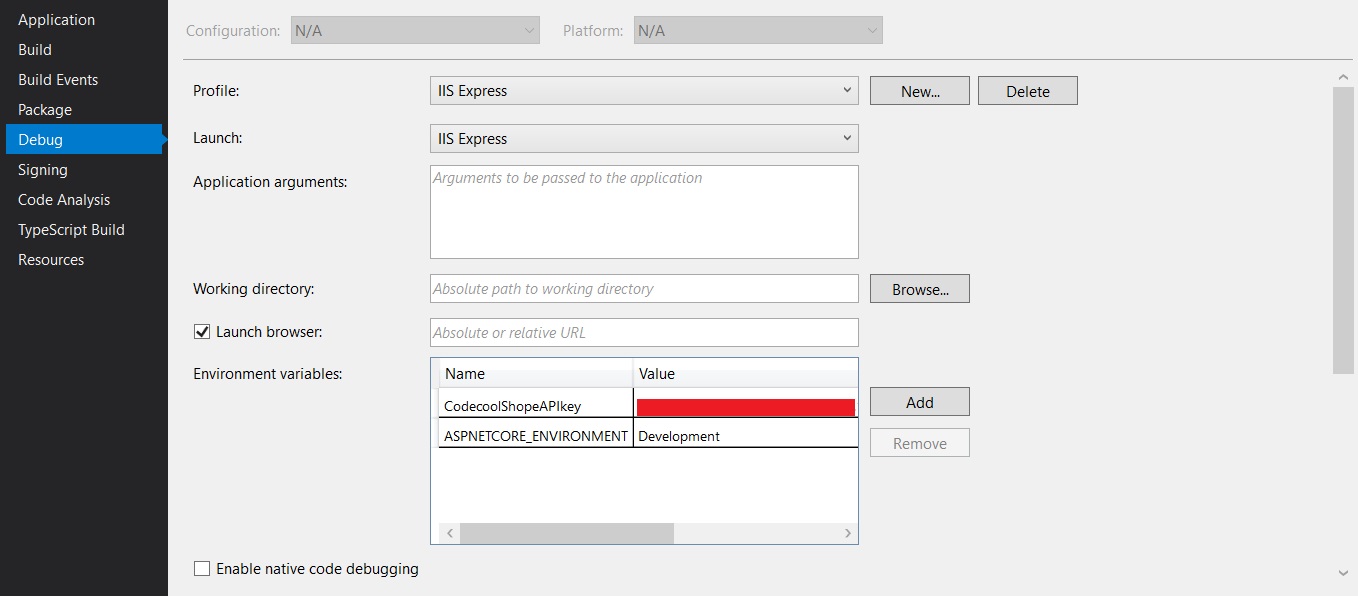 Application
Build
Build Events
Package
Debug
Signing
Code Analysis
TypeScript Build
Resources
Configuration: N/A Platform: N/A
Profile: IIS Express New... Delete
Launch: IIS Express
Application arguments: Arguments to be passed to the application
Working directory: Absolute path to working directory Browse...
Launch browser: Absolute or relative URL
Environment variables: Name Value
CodecoolShopeAPIkey Add
ASPNETCORE_ENVIRONMENT Development Remove
Enable native code debugging